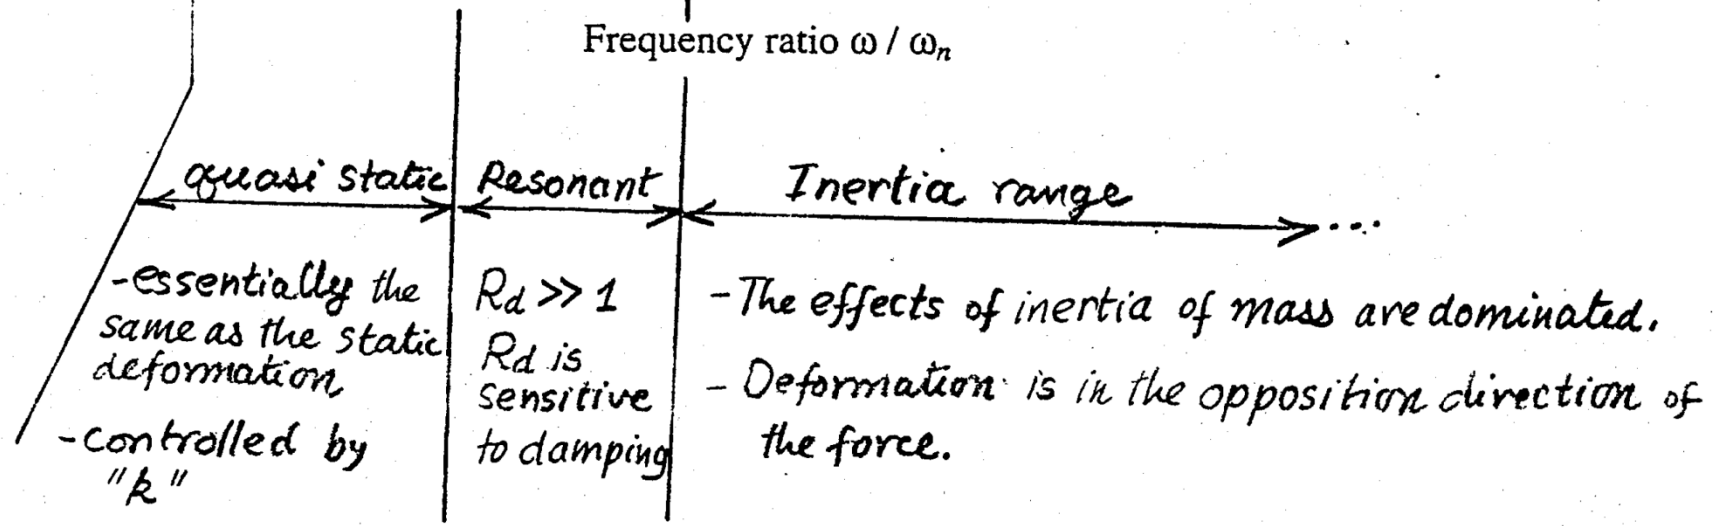 Frequency ratio ω / ωn
quasi static
Resonant
Inertia range
...
-essentially the
same as the static
deformation
-controlled by
"k"
Rd >> 1
Rd is
sensitive
to damping
- The effects of inertia of mass are dominated.
- Deformation is in the opposition direction of
the force.